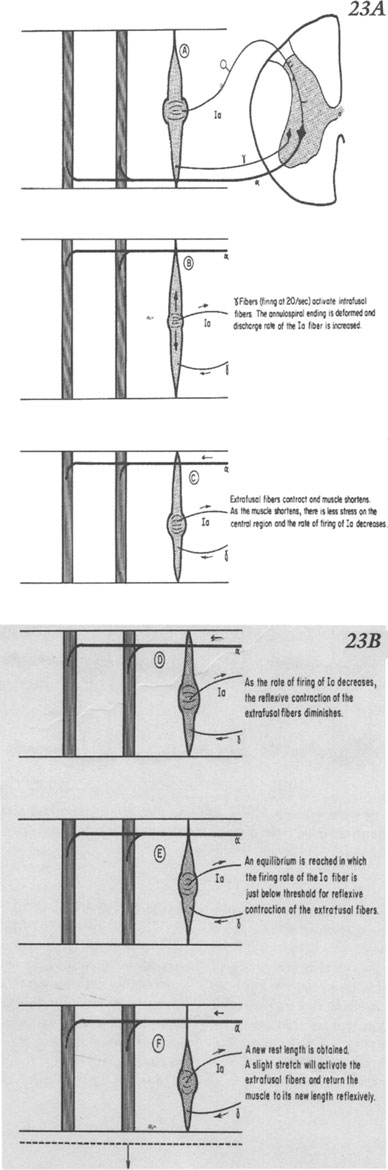 23A
A
Ia
γ
α
α
B
γ Fibers (firing at 20/sec) activate intrafusal
Ia
fibers. The annulospiral ending is deformed and
discharge rate of the Ia fiber is increased.
γ
α
C
Extrafusal fibers contract and muscle shortens.
Ia
As the muscle shortens, there is less stress on the
central region and the rate of firing of Ia decreases.
γ
23B
α
D
As the rate of firing of Ia decreases,
Ia
the reflexive contraction of the
extrafusal fibers diminishes.
γ
α
E
An equilibrium is reached in which
Ia
the firing rate of the Ia fiber is
just below threshold for reflexive
contraction of the extrafusal fibers.
γ
α
F
A new rest length is obtained.
Ia
A slight stretch will activate the
extrafusal fibers and return the
muscle to its new length reflexively.
γ